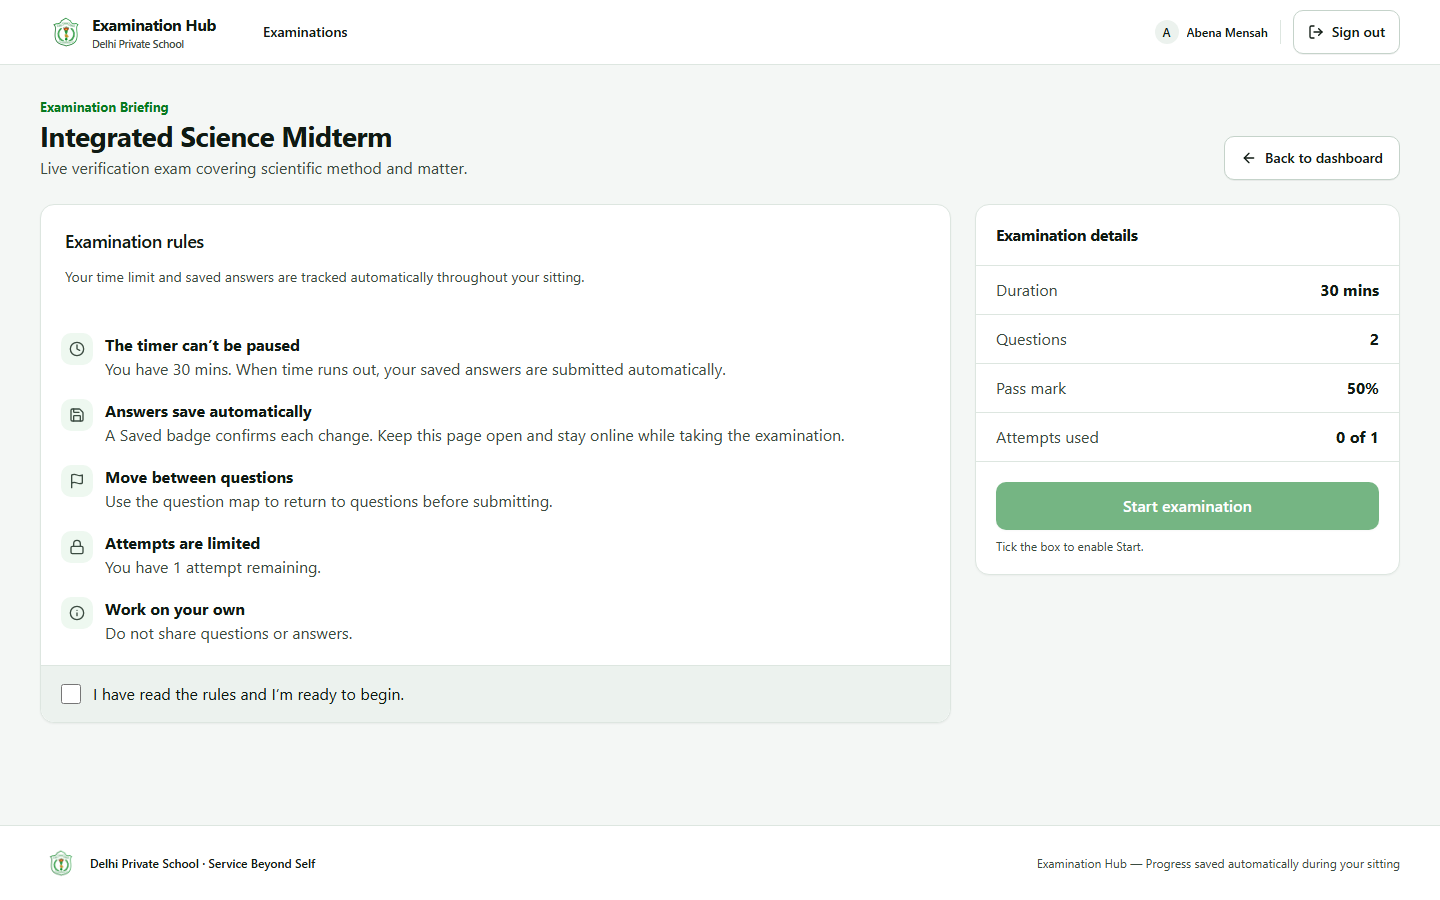 Examination Hub
Delhi Private School
Examinations
A
Abena Mensah
Sign out
Examination Briefing
Integrated Science Midterm
Live verification exam covering scientific method and matter.
Back to dashboard
Examination rules
Your time limit and saved answers are tracked automatically throughout your sitting.
The timer can’t be paused
You have 30 mins. When time runs out, your saved answers are submitted automatically.
Answers save automatically
A Saved badge confirms each change. Keep this page open and stay online while taking the examination.
Move between questions
Use the question map to return to questions before submitting.
Attempts are limited
You have 1 attempt remaining.
Work on your own
Do not share questions or answers.
I have read the rules and I’m ready to begin.
Examination details
Duration 30 mins
Questions 2
Pass mark 50%
Attempts used 0 of 1
Start examination
Tick the box to enable Start.
Delhi Private School · Service Beyond Self
Examination Hub — Progress saved automatically during your sitting